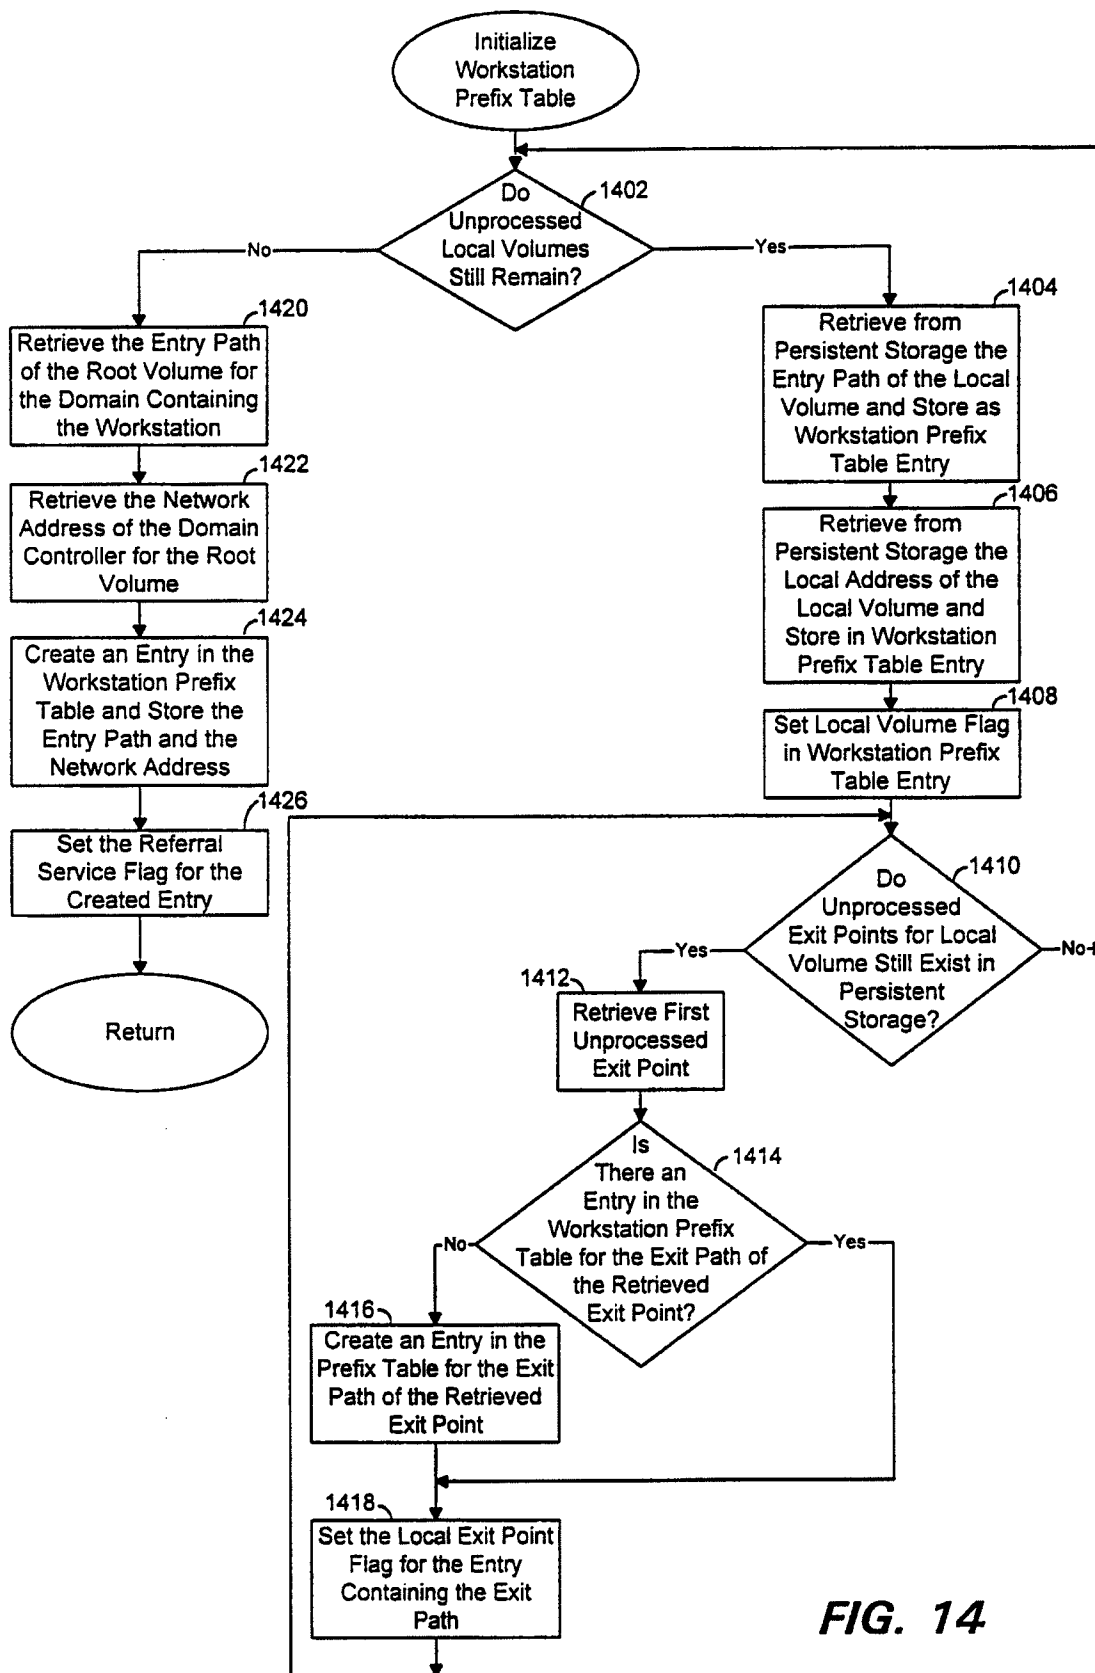 Initialize
Workstation
Prefix Table
1402
Do
Unprocessed
Local Volumes
Still Remain?
No
Yes
1420
Retrieve the Entry Path
of the Root Volume for
the Domain Containing
the Workstation
1422
Retrieve the Network
Address of the Domain
Controller for the Root
Volume
1424
Create an Entry in the
Workstation Prefix
Table and Store the
Entry Path and the
Network Address
1426
Set the Referral
Service Flag for the
Created Entry
Return
1404
Retrieve from
Persistent Storage the
Entry Path of the Local
Volume and Store as
Workstation Prefix
Table Entry
1406
Retrieve from
Persistent Storage the
Local Address of the
Local Volume and
Store in Workstation
Prefix Table Entry
1408
Set Local Volume Flag
in Workstation Prefix
Table Entry
1410
Do
Unprocessed
Exit Points for Local
Volume Still Exist in
Persistent
Storage?
Yes
No
1412
Retrieve First
Unprocessed
Exit Point
1414
Is
There an
Entry in the
Workstation Prefix
Table for the Exit Path of
the Retrieved
Exit Point?
No
Yes
1416
Create an Entry in the
Prefix Table for the Exit
Path of the Retrieved
Exit Point
1418
Set the Local Exit Point
Flag for the Entry
Containing the Exit
Path
FIG. 14